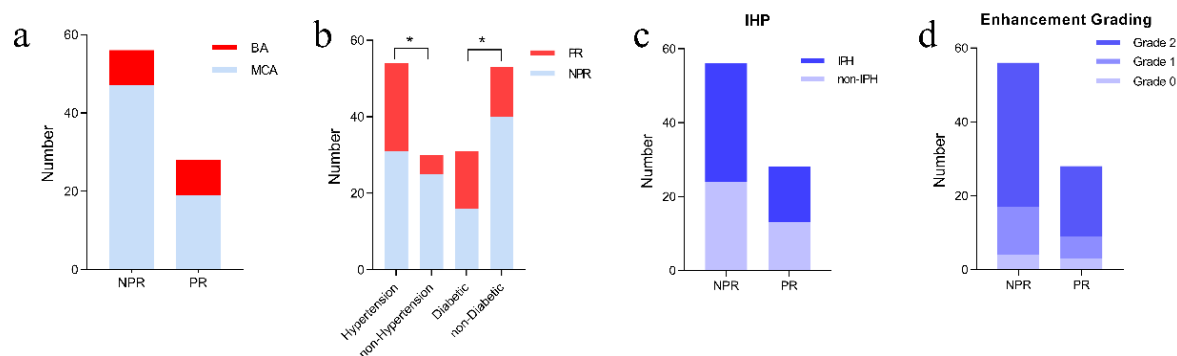 a
60
40
20
0
Number
BA
MCA
NPR
PR
b
60
40
20
0
Number
* *
PR
NPR
Hypertension
non-Hypertension
Diabetic
non-Diabetic
c
IHP
60
40
20
0
Number
IPH
non-IPH
NPR
PR
d
Enhancement Grading
60
40
20
0
Number
Grade 2
Grade 1
Grade 0
NPR
PR